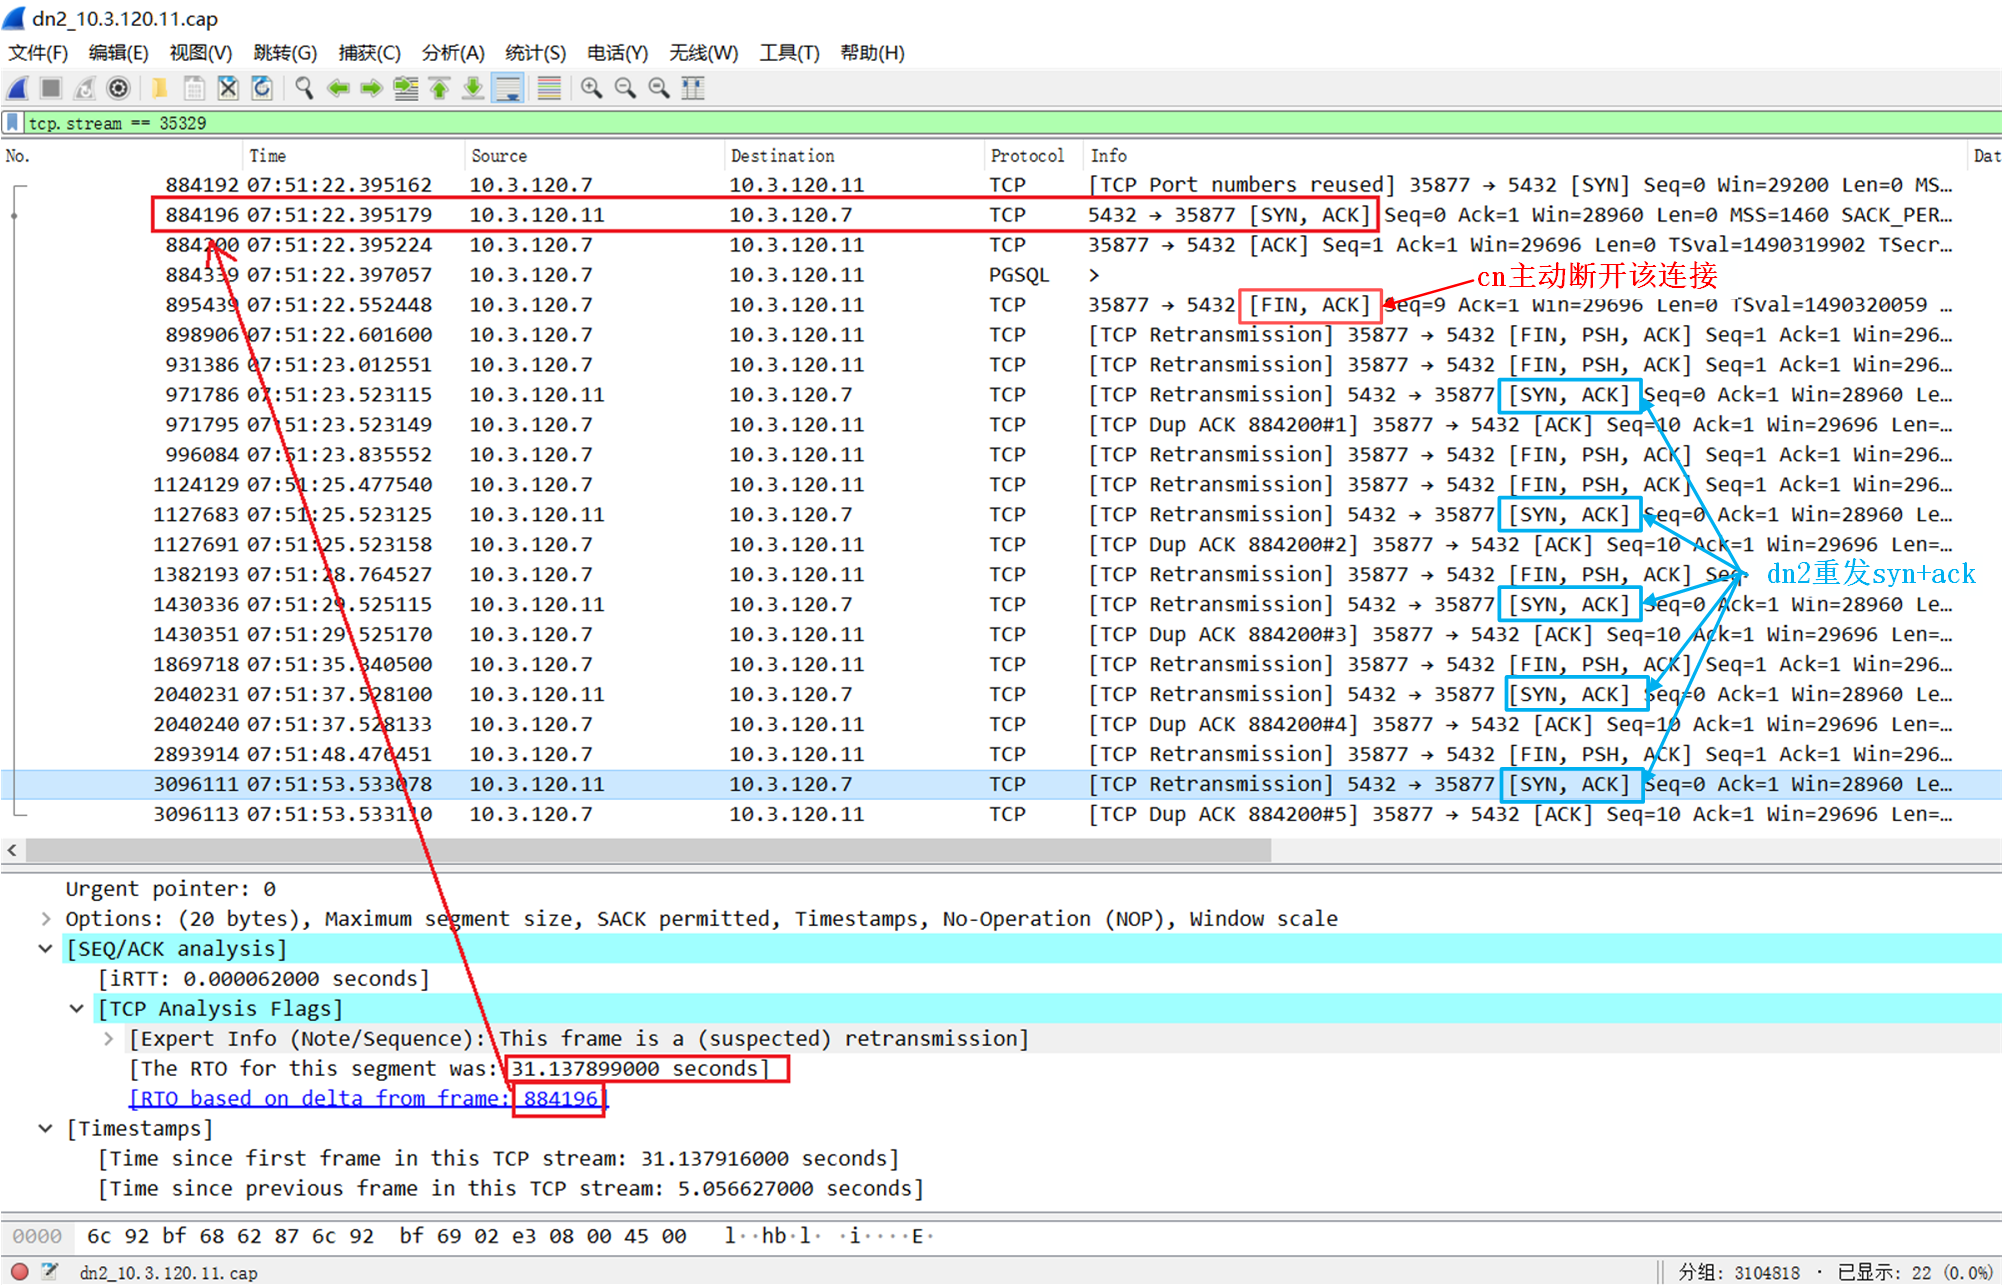 dn2_10.3.120.11.cap
文件(F) 编辑(E) 视图(V) 跳转(G) 捕获(C) 分析(A) 统计(S) 电话(Y) 无线(W) 工具(T) 帮助(H)
tcp.stream == 35329
No. Time Source Destination Protocol Info Dat
884192 07:51:22.395162 10.3.120.7 10.3.120.11 TCP [TCP Port numbers reused] 35877 → 5432 [SYN] Seq=0 Win=29200 Len=0 MS…
884196 07:51:22.395179 10.3.120.11 10.3.120.7 TCP 5432 → 35877 [SYN, ACK] Seq=0 Ack=1 Win=28960 Len=0 MSS=1460 SACK_PER…
884200 07:51:22.395224 10.3.120.7 10.3.120.11 TCP 35877 → 5432 [ACK] Seq=1 Ack=1 Win=29696 Len=0 TSval=1490319902 TSecr…
884339 07:51:22.397057 10.3.120.7 10.3.120.11 PGSQL >
cn主动断开该连接
895439 07:51:22.552448 10.3.120.7 10.3.120.11 TCP 35877 → 5432 [FIN, ACK] Seq=9 Ack=1 Win=29696 Len=0 TSval=1490320059 …
898906 07:51:22.601600 10.3.120.7 10.3.120.11 TCP [TCP Retransmission] 35877 → 5432 [FIN, PSH, ACK] Seq=1 Ack=1 Win=296…
931386 07:51:23.012551 10.3.120.7 10.3.120.11 TCP [TCP Retransmission] 35877 → 5432 [FIN, PSH, ACK] Seq=1 Ack=1 Win=296…
971786 07:51:23.523115 10.3.120.11 10.3.120.7 TCP [TCP Retransmission] 5432 → 35877 [SYN, ACK] Seq=0 Ack=1 Win=28960 Le…
971795 07:51:23.523149 10.3.120.7 10.3.120.11 TCP [TCP Dup ACK 884200#1] 35877 → 5432 [ACK] Seq=10 Ack=1 Win=29696 Len=…
996084 07:51:23.835552 10.3.120.7 10.3.120.11 TCP [TCP Retransmission] 35877 → 5432 [FIN, PSH, ACK] Seq=1 Ack=1 Win=296…
1124129 07:51:25.477540 10.3.120.7 10.3.120.11 TCP [TCP Retransmission] 35877 → 5432 [FIN, PSH, ACK] Seq=1 Ack=1 Win=296…
1127683 07:51:25.523125 10.3.120.11 10.3.120.7 TCP [TCP Retransmission] 5432 → 35877 [SYN, ACK] Seq=0 Ack=1 Win=28960 Le…
1127691 07:51:25.523158 10.3.120.7 10.3.120.11 TCP [TCP Dup ACK 884200#2] 35877 → 5432 [ACK] Seq=10 Ack=1 Win=29696 Len=…
1382193 07:51:28.764527 10.3.120.7 10.3.120.11 TCP [TCP Retransmission] 35877 → 5432 [FIN, PSH, ACK] Seq
dn2重发syn+ack
1430336 07:51:29.525115 10.3.120.11 10.3.120.7 TCP [TCP Retransmission] 5432 → 35877 [SYN, ACK] Seq=0 Ack=1 Win=28960 Le…
1430351 07:51:29.525170 10.3.120.7 10.3.120.11 TCP [TCP Dup ACK 884200#3] 35877 → 5432 [ACK] Seq=10 Ack=1 Win=29696 Len=…
1869718 07:51:35.340500 10.3.120.7 10.3.120.11 TCP [TCP Retransmission] 35877 → 5432 [FIN, PSH, ACK] Seq=1 Ack=1 Win=296…
2040231 07:51:37.528100 10.3.120.11 10.3.120.7 TCP [TCP Retransmission] 5432 → 35877 [SYN, ACK] Seq=0 Ack=1 Win=28960 Le…
2040240 07:51:37.528133 10.3.120.7 10.3.120.11 TCP [TCP Dup ACK 884200#4] 35877 → 5432 [ACK] Seq=10 Ack=1 Win=29696 Len=…
2893914 07:51:48.476451 10.3.120.7 10.3.120.11 TCP [TCP Retransmission] 35877 → 5432 [FIN, PSH, ACK] Seq=1 Ack=1 Win=296…
3096111 07:51:53.533078 10.3.120.11 10.3.120.7 TCP [TCP Retransmission] 5432 → 35877 [SYN, ACK] Seq=0 Ack=1 Win=28960 Le…
3096113 07:51:53.533110 10.3.120.7 10.3.120.11 TCP [TCP Dup ACK 884200#5] 35877 → 5432 [ACK] Seq=10 Ack=1 Win=29696 Len=…
Urgent pointer: 0
Options: (20 bytes), Maximum segment size, SACK permitted, Timestamps, No-Operation (NOP), Window scale
[SEQ/ACK analysis]
[iRTT: 0.000062000 seconds]
[TCP Analysis Flags]
[Expert Info (Note/Sequence): This frame is a (suspected) retransmission]
[The RTO for this segment was: 31.137899000 seconds]
[RTO based on delta from frame: 884196]
[Timestamps]
[Time since first frame in this TCP stream: 31.137916000 seconds]
[Time since previous frame in this TCP stream: 5.056627000 seconds]
0000 6c 92 bf 68 62 87 6c 92 bf 69 02 e3 08 00 45 00 l··hb·l· ·i····E·
dn2_10.3.120.11.cap 分组: 3104818 · 已显示: 22 (0.0%)